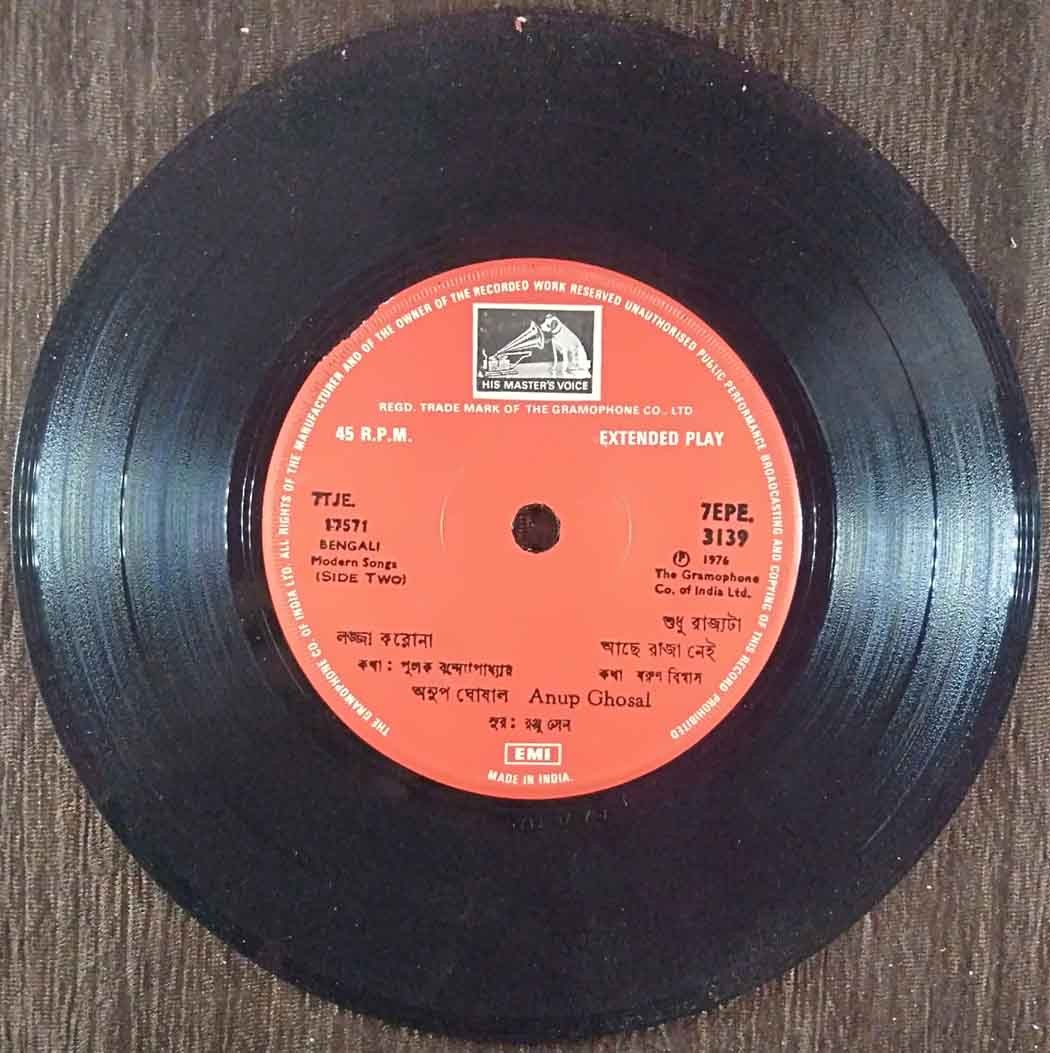 THE GRAMOPHONE CO. OF INDIA LTD. ALL RIGHTS OF THE MANUFACTURER AND OF THE OWNER OF THE RECORDED WORK RESERVED UNAUTHORISED PUBLIC PERFORMANCE BROADCASTING AND COPYING OF THIS RECORD PROHIBITED
HIS MASTER'S VOICE
REGD. TRADE MARK OF THE GRAMOPHONE CO., LTD
45 R.P.M.
EXTENDED PLAY
7TJE.
17571
BENGALI
Modern Songs
(SIDE TWO)
7EPE.
3139
℗ 1976
The Gramophone
Co. of India Ltd.
লজ্জা করোনা
কথা : পুলক বন্দ্যোপাধ্যায়
শুধু রাজ্যটা
আছে রাজা নেই
কথা বরুণ বিশ্বাস
অনুপ ঘোষাল Anup Ghosal
সুর : সেন
EMI
MADE IN INDIA.